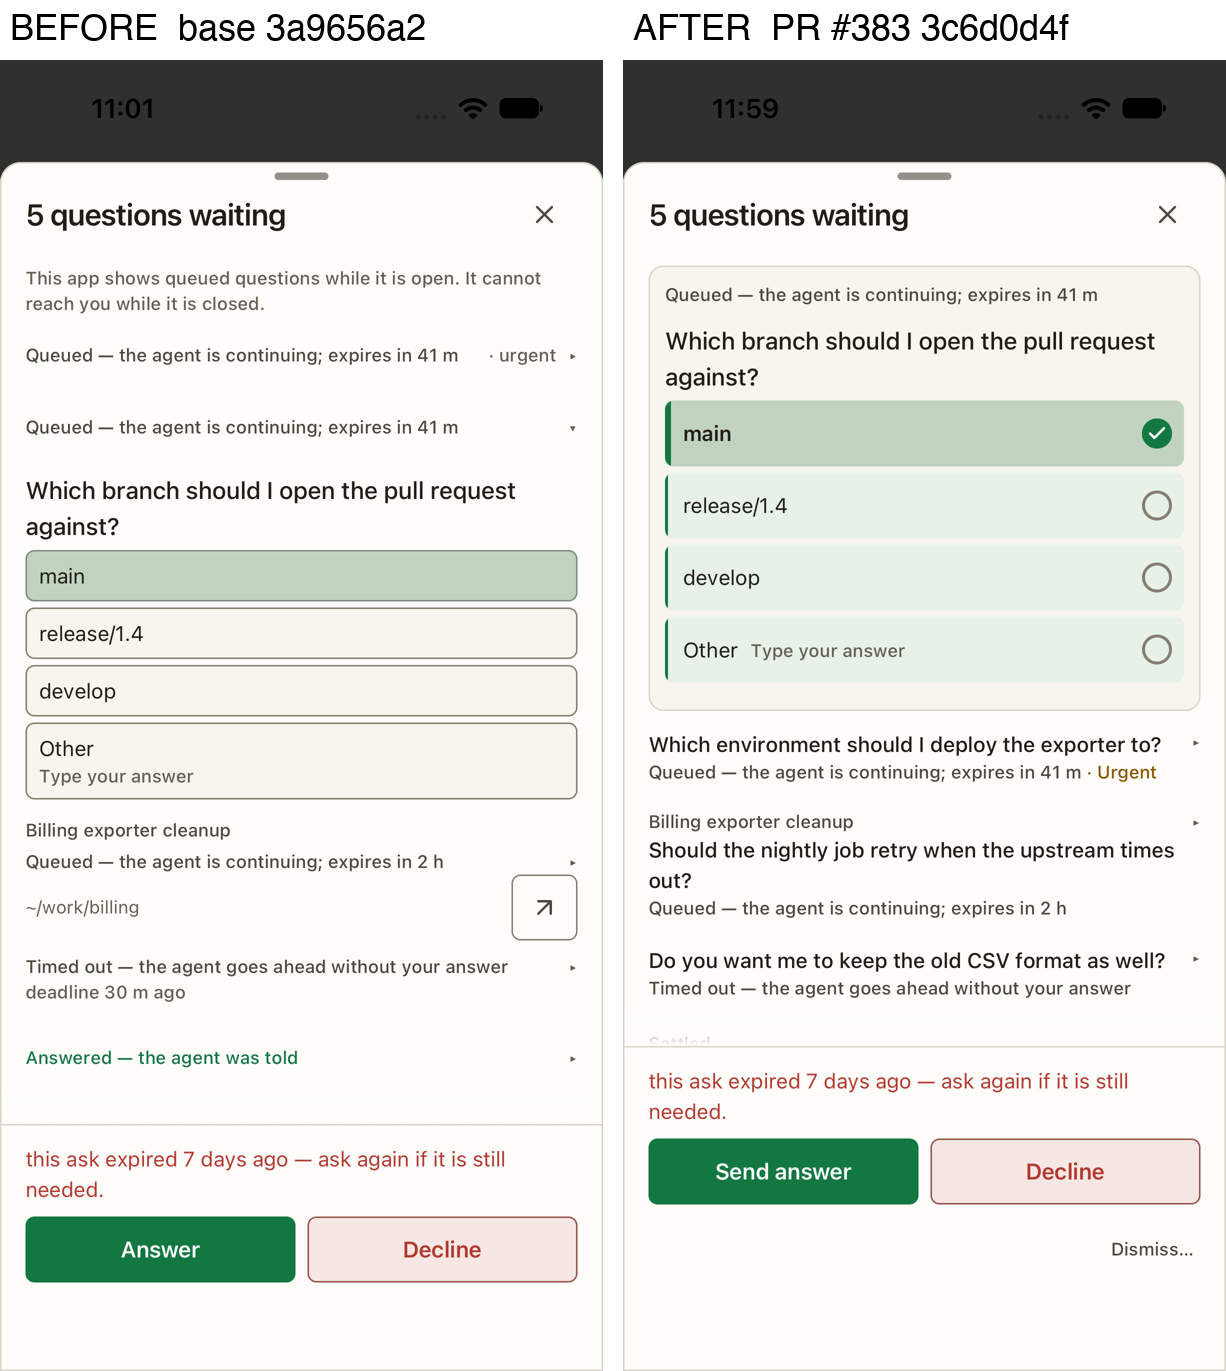 BEFORE base 3a9656a2
11:01
5 questions waiting
This app shows queued questions while it is open. It cannot
reach you while it is closed.
Queued — the agent is continuing; expires in 41 m · urgent
Queued — the agent is continuing; expires in 41 m
Which branch should I open the pull request
against?
main
release/1.4
develop
Other
Type your answer
Billing exporter cleanup
Queued — the agent is continuing; expires in 2 h
~/work/billing
Timed out — the agent goes ahead without your answer
deadline 30 m ago
Answered — the agent was told
this ask expired 7 days ago — ask again if it is still
needed.
Answer
Decline
AFTER PR #383 3c6d0d4f
11:59
5 questions waiting
Queued — the agent is continuing; expires in 41 m
Which branch should I open the pull request
against?
main
release/1.4
develop
Other Type your answer
Which environment should I deploy the exporter to?
Queued — the agent is continuing; expires in 41 m · Urgent
Billing exporter cleanup
Should the nightly job retry when the upstream times
out?
Queued — the agent is continuing; expires in 2 h
Do you want me to keep the old CSV format as well?
Timed out — the agent goes ahead without your answer
Settled
this ask expired 7 days ago — ask again if it is still
needed.
Send answer
Decline
Dismiss...